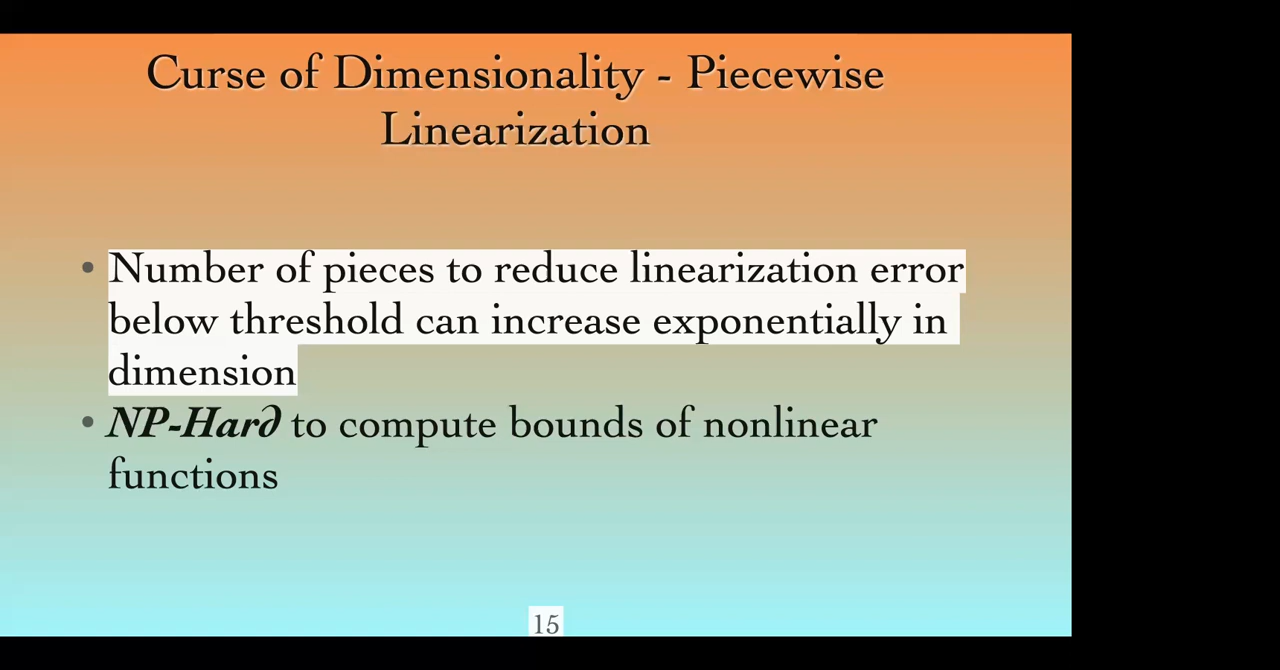 Curse of Dimensionality - Piecewise
Linearization
• Number of pieces to reduce linearization error
below threshold can increase exponentially in
dimension
• NP-Hard to compute bounds of nonlinear
functions
15